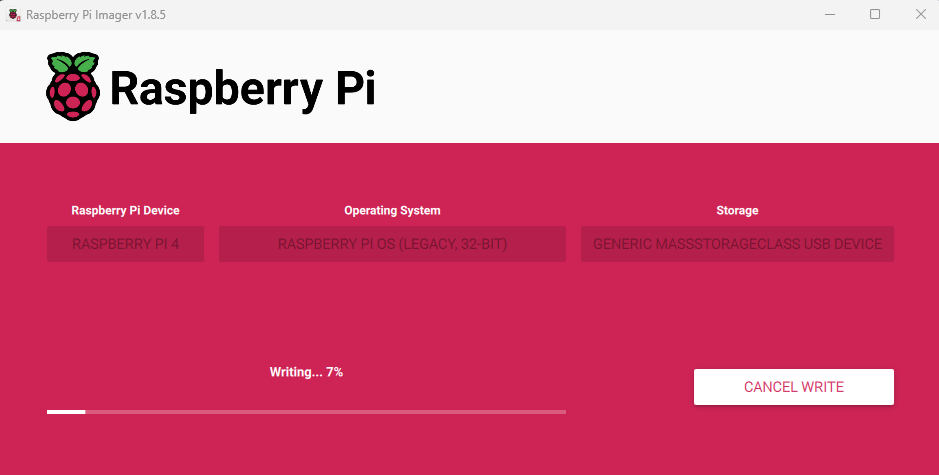 Raspberry Pi Imager v1.8.5
Raspberry Pi
Raspberry Pi Device
Operating System
Storage
RASPBERRY PI 4
RASPBERRY PI OS (LEGACY, 32-BIT)
GENERIC MASSSTORAGECLASS USB DEVICE
Writing... 7%
CANCEL WRITE